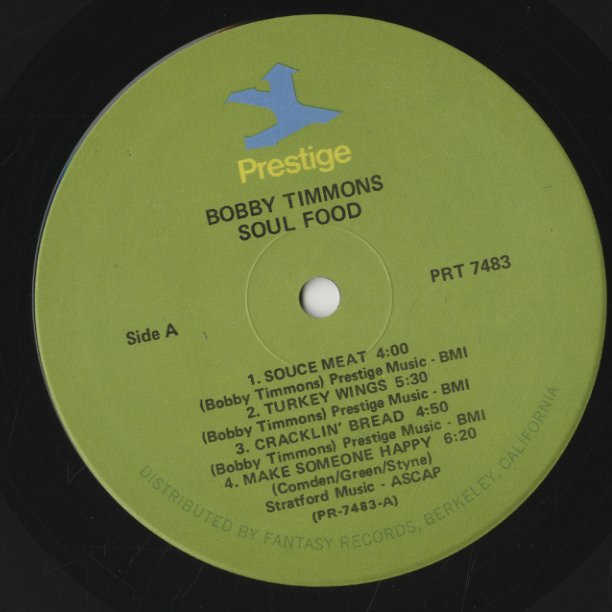 Prestige
BOBBY TIMMONS
SOUL FOOD
PRT 7483
Side A
1. SOUCE MEAT 4:00
(Bobby Timmons) Prestige Music - BMI
2. TURKEY WINGS 5:30
(Bobby Timmons) Prestige Music - BMI
3. CRACKLIN' BREAD 4:50
(Bobby Timmons) Prestige Music - BMI
4. MAKE SOMEONE HAPPY 6:20
(Comden/Green/Styne)
Stratford Music - ASCAP
(PR-7483-A)
DISTRIBUTED BY FANTASY RECORDS, BERKELEY, CALIFORNIA